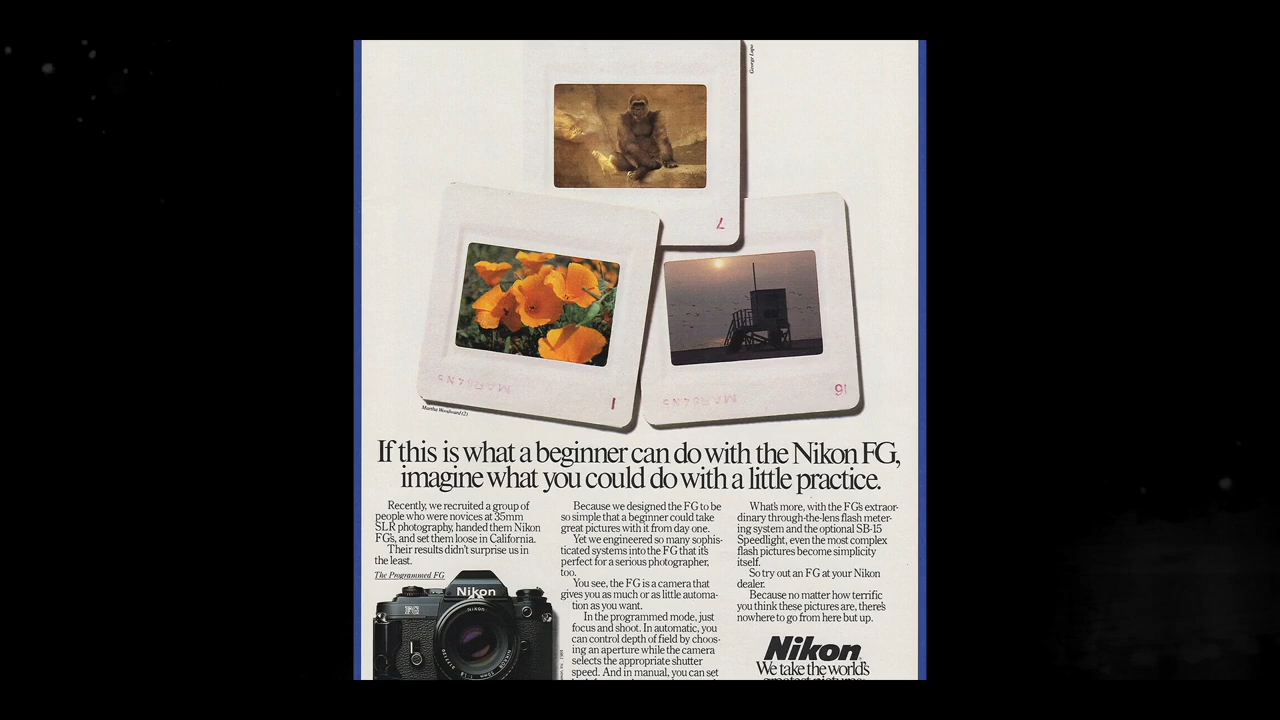 George Lepp
7
MAR84N5
1
MAR84N5
16
Martha Woodward (2)
If this is what a beginner can do with the Nikon FG,
imagine what you could do with a little practice.
Recently, we recruited a group of
people who were novices at 35mm
SLR photography, handed them Nikon
FG's, and set them loose in California.
Their results didn't surprise us in
the least.
The Programmed FG
Nikon
FG
Nikon
Because we designed the FG to be
so simple that a beginner could take
great pictures with it from day one.
Yet we engineered so many sophis-
ticated systems into the FG that it's
perfect for a serious photographer,
too.
You see, the FG is a camera that
gives you as much or as little automa-
tion as you want.
In the programmed mode, just
focus and shoot. In automatic, you
can control depth of field by choos-
ing an aperture while the camera
selects the appropriate shutter
speed. And in manual, you can set
What's more, with the FG's extraor-
dinary through-the-lens flash meter-
ing system and the optional SB-15
Speedlight, even the most complex
flash pictures become simplicity
itself.
So try out an FG at your Nikon
dealer.
Because no matter how terrific
you think these pictures are, there's
nowhere to go from here but up.
Nikon
We take the world's
greatest pictures.